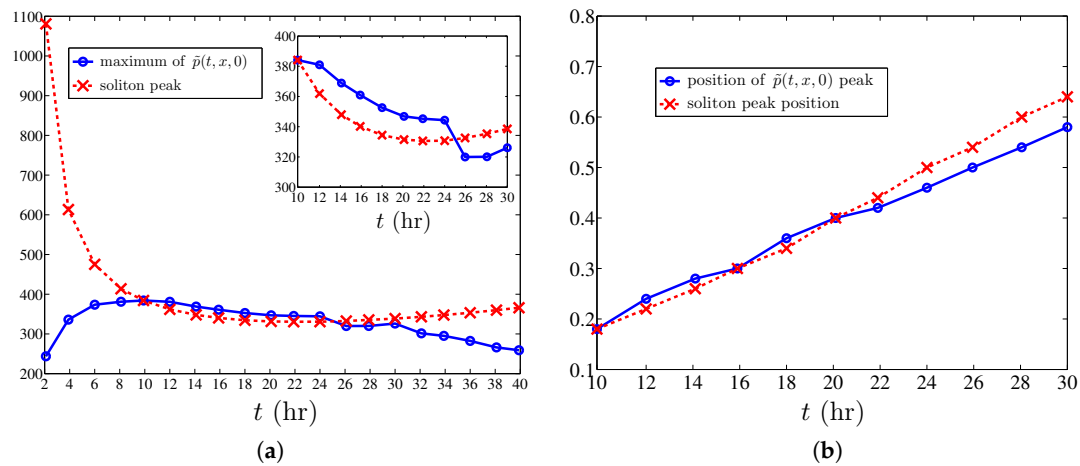 1100
1000
900
800
700
600
500
400
300
200
2 4 6 8 10 12 14 16 18 20 22 24 26 28 30 32 34 36 38 40
t (hr)
maximum of p̃(t, x, 0)
soliton peak
400
380
360
340
320
300
10 12 14 16 18 20 22 24 26 28 30
t (hr)
(a)
0.8
0.7
0.6
0.5
0.4
0.3
0.2
0.1
10 12 14 16 18 20 22 24 26 28 30
t (hr)
position of p̃(t, x, 0) peak
soliton peak position
(b)